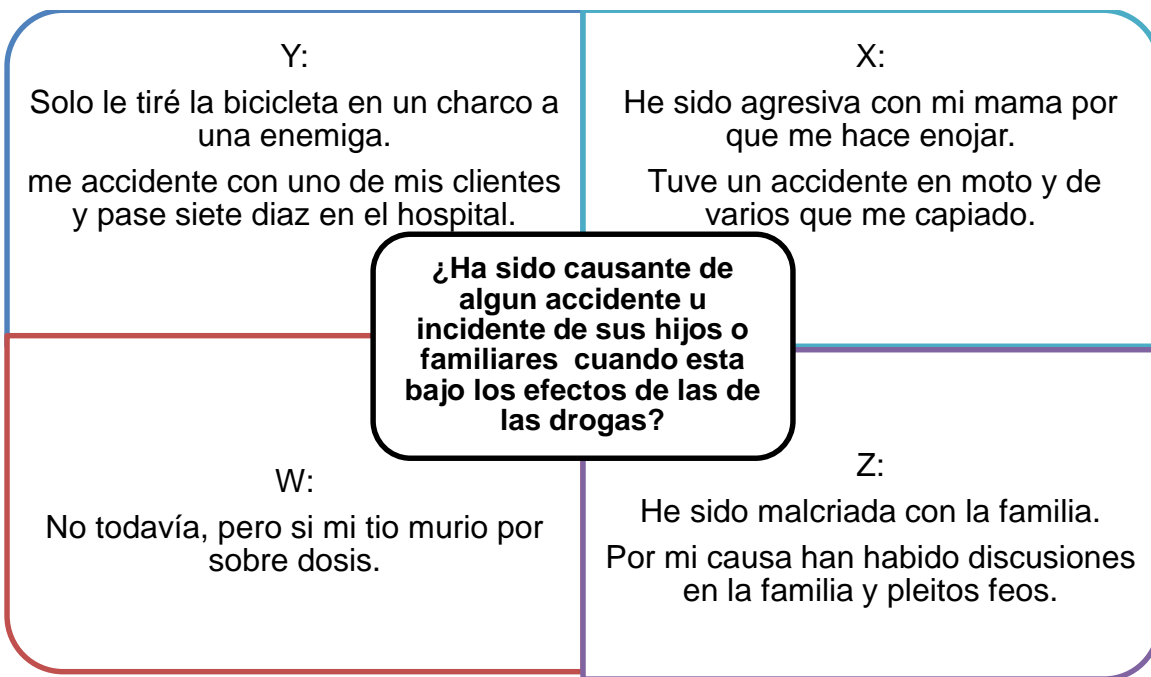 Y:
Solo le tiré la bicicleta en un charco a
una enemiga.
me accidente con uno de mis clientes
y pase siete diaz en el hospital.
X:
He sido agresiva con mi mama por
que me hace enojar.
Tuve un accidente en moto y de
varios que me capiado.
¿Ha sido causante de
algun accidente u
incidente de sus hijos o
familiares cuando esta
bajo los efectos de las de
las drogas?
W:
No todavía, pero si mi tio murio por
sobre dosis.
Z:
He sido malcriada con la familia.
Por mi causa han habido discusiones
en la familia y pleitos feos.